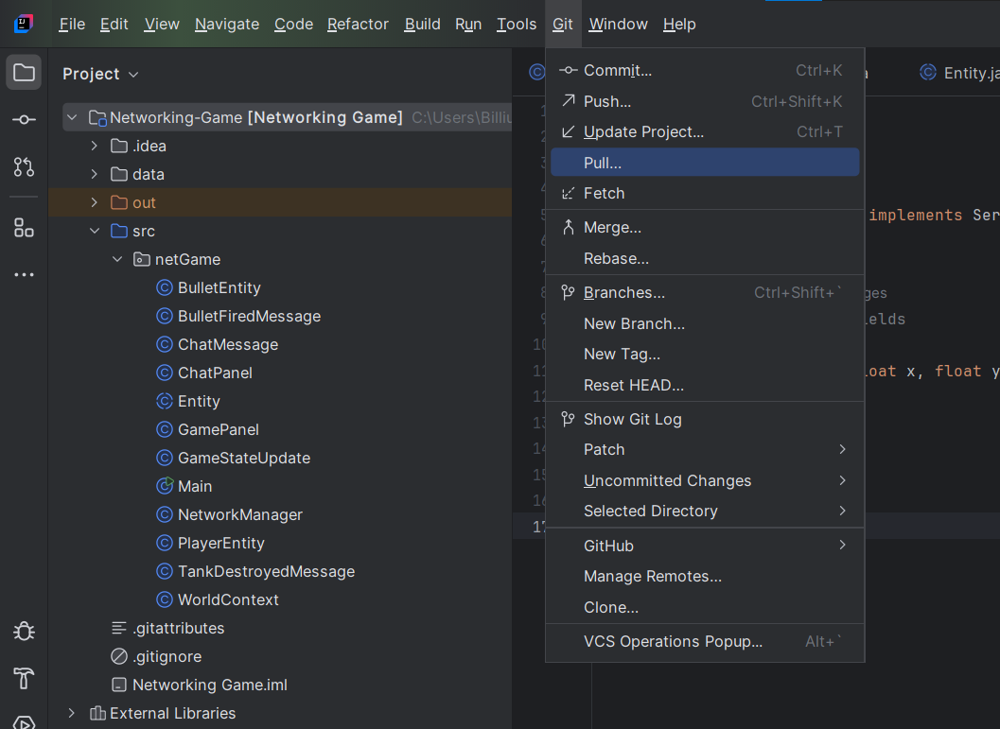 File Edit View Navigate Code Refactor Build Run Tools Git Window Help
Project
Networking-Game [Networking Game] C:\Users\Billiu
.idea
data
out
src
netGame
BulletEntity
BulletFiredMessage
ChatMessage
ChatPanel
Entity
GamePanel
GameStateUpdate
Main
NetworkManager
PlayerEntity
TankDestroyedMessage
WorldContext
.gitattributes
.gitignore
Networking Game.iml
External Libraries
Commit... Ctrl+K
Push... Ctrl+Shift+K
Update Project... Ctrl+T
Pull...
Fetch
Merge...
Rebase...
Branches... Ctrl+Shift+`
New Branch...
New Tag...
Reset HEAD...
Show Git Log
Patch
Uncommitted Changes
Selected Directory
GitHub
Manage Remotes...
Clone...
VCS Operations Popup... Alt+`
Entity.ja
implements Ser
ges
elds
loat x, float y